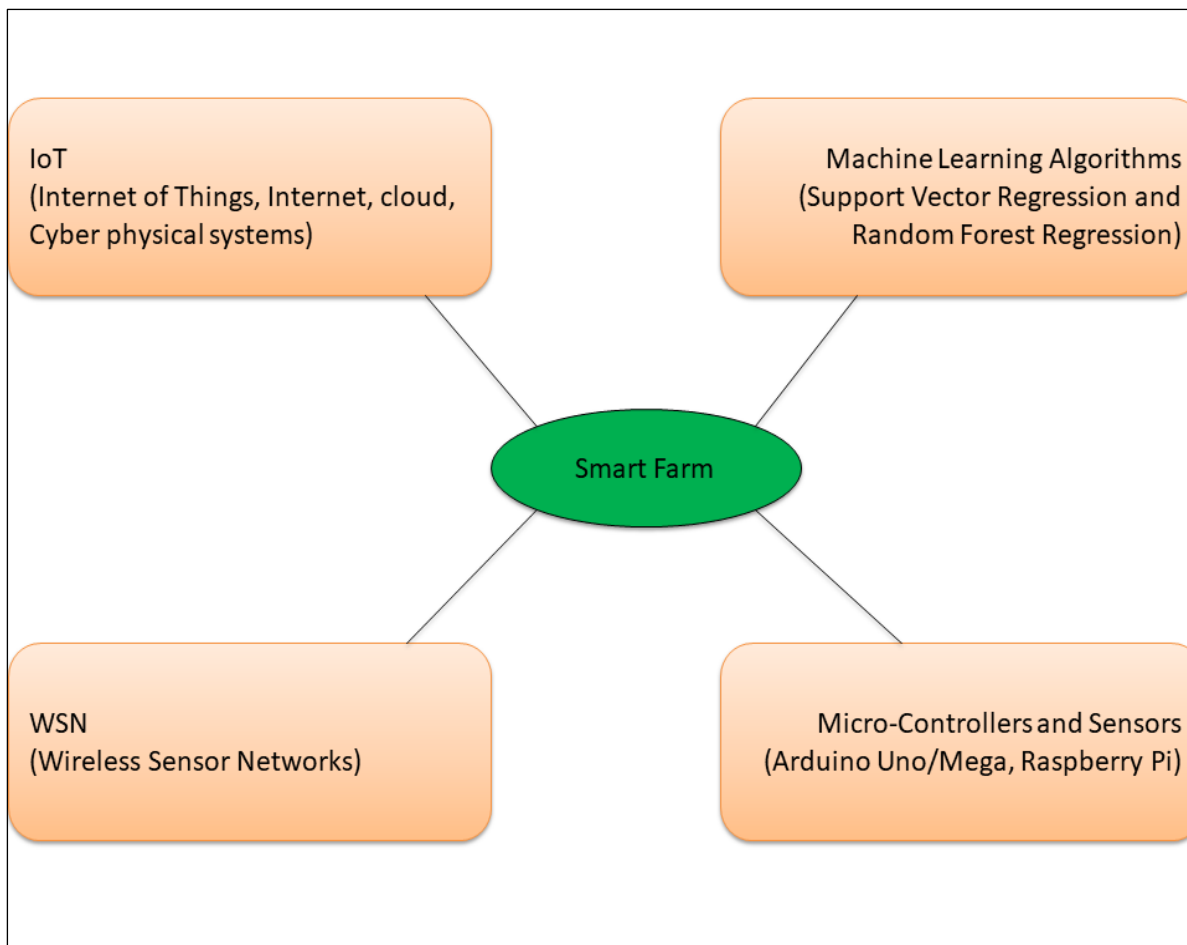 IoT
(Internet of Things, Internet, cloud,
Cyber physical systems)
Machine Learning Algorithms
(Support Vector Regression and
Random Forest Regression)
Smart Farm
WSN
(Wireless Sensor Networks)
Micro-Controllers and Sensors
(Arduino Uno/Mega, Raspberry Pi)